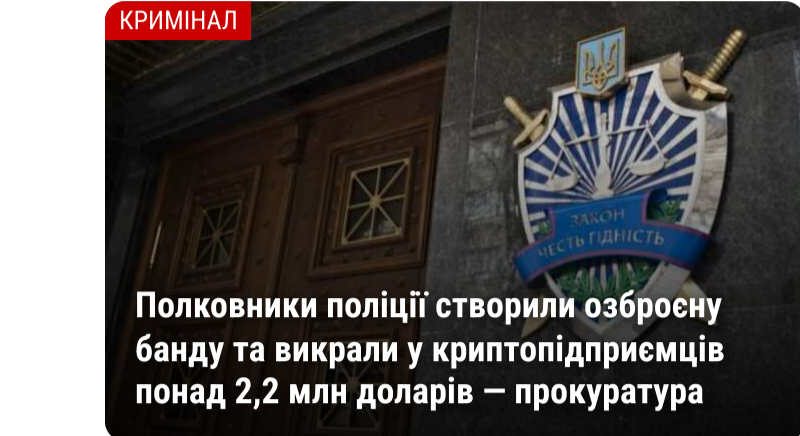 КРИМІНАЛ
ЗАКОН
ЧЕСТЬ ГІДНІСТЬ
Полковники поліції створили озброєну
банду та викрали у криптопідприємців
понад 2,2 млн доларів — прокуратура